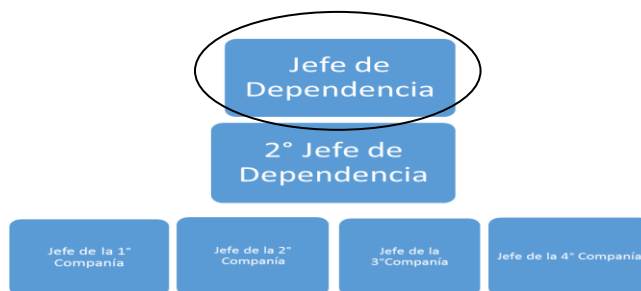 Jefe de
Dependencia
2° Jefe de
Dependencia
Jefe de la 1°
Compañía
Jefe de la 2°
Compañía
Jefe de la
3°Compañía
Jefe de la 4° Compañía